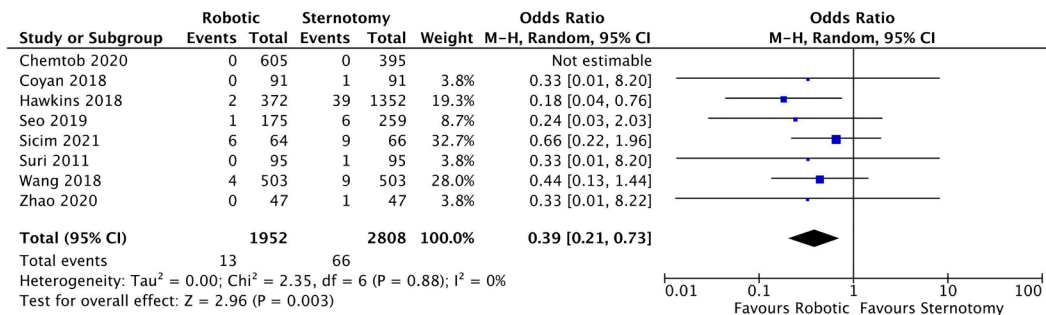 Robotic Sternotomy Odds Ratio Odds Ratio
Study or Subgroup Events Total Events Total Weight M-H, Random, 95% CI M-H, Random, 95% CI
Chemtob 2020 0 605 0 395 Not estimable
Coyan 2018 0 91 1 91 3.8% 0.33 [0.01, 8.20]
Hawkins 2018 2 372 39 1352 19.3% 0.18 [0.04, 0.76]
Seo 2019 1 175 6 259 8.7% 0.24 [0.03, 2.03]
Sicim 2021 6 64 9 66 32.7% 0.66 [0.22, 1.96]
Suri 2011 0 95 1 95 3.8% 0.33 [0.01, 8.20]
Wang 2018 4 503 9 503 28.0% 0.44 [0.13, 1.44]
Zhao 2020 0 47 1 47 3.8% 0.33 [0.01, 8.22]
Total (95% CI) 1952 2808 100.0% 0.39 [0.21, 0.73]
Total events 13 66
Heterogeneity: Tau² = 0.00; Chi² = 2.35, df = 6 (P = 0.88); I² = 0%
Test for overall effect: Z = 2.96 (P = 0.003)
0.01 0.1 1 10 100
Favours Robotic Favours Sternotomy